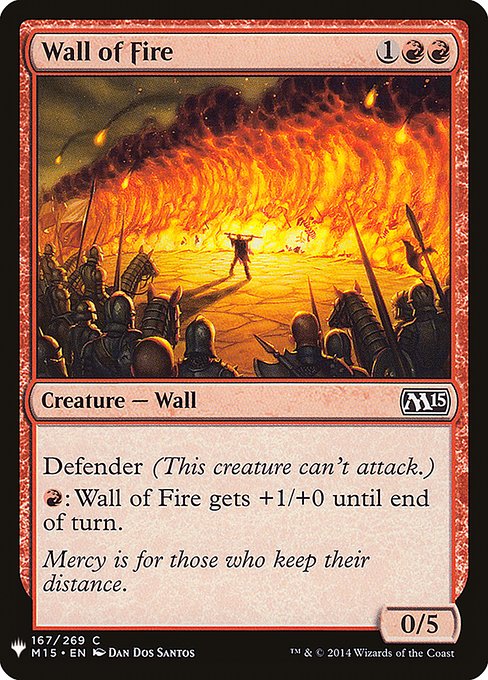 Wall of Fire 1
Creature — Wall
M15
Defender (This creature can't attack.)
: Wall of Fire gets +1/+0 until end
of turn.
Mercy is for those who keep their
distance.
0/5
167/269 C
M15 • EN Dan Dos Santos
™ & © 2014 Wizards of the Coast